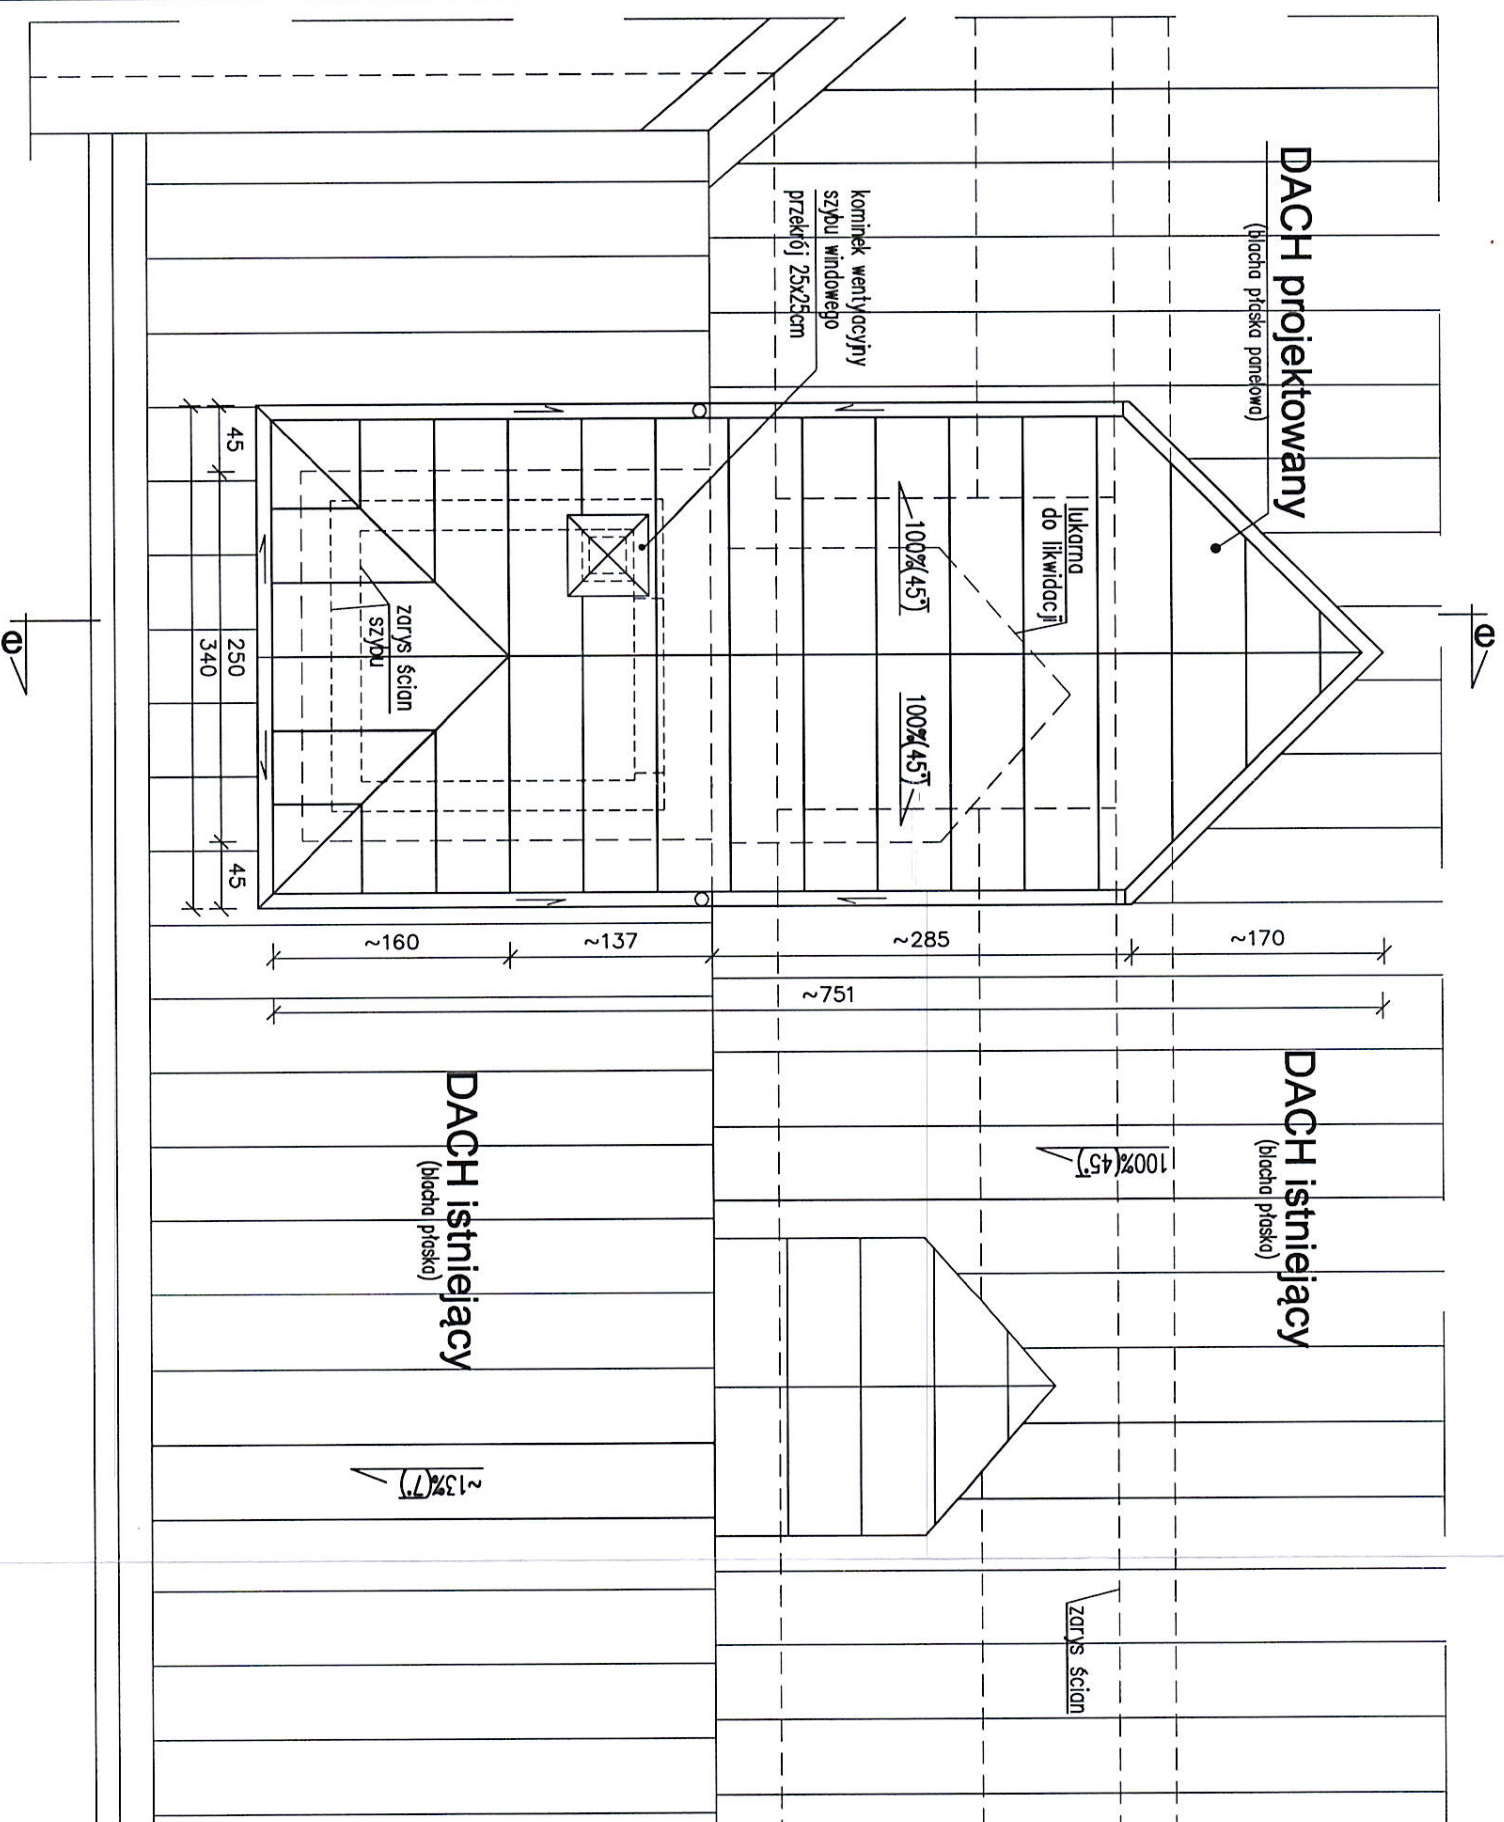 DACH projektowany
(blacha płaska panelowa)
kominek wentylacyjny
szybu windowego
przekrój 25x25cm
lukarna
do likwidacji
100%(45°)
100%(45°)
zarys ścian
szybu
45
250
45
340
~160
~137
~285
~170
~751
DACH istniejący
(blacha płaska)
100%(45°)
DACH istniejący
(blacha płaska)
~13%(7°)
zarys ścian